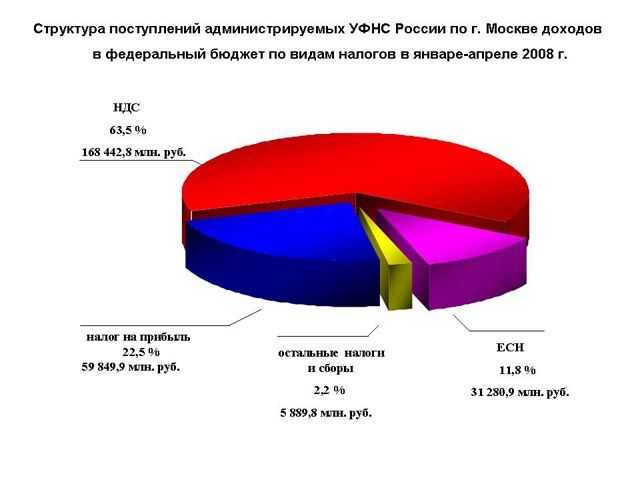 Структура поступлений администрируемых УФНС России по г. Москве доходов
в федеральный бюджет по видам налогов в январе-апреле 2008 г.
НДС
63,5 %
168 442,8 млн. руб.
налог на прибыль
22,5 %
59 849,9 млн. руб.
остальные налоги
и сборы
2,2 %
5 889,8 млн. руб.
ЕСН
11,8 %
31 280,9 млн. руб.